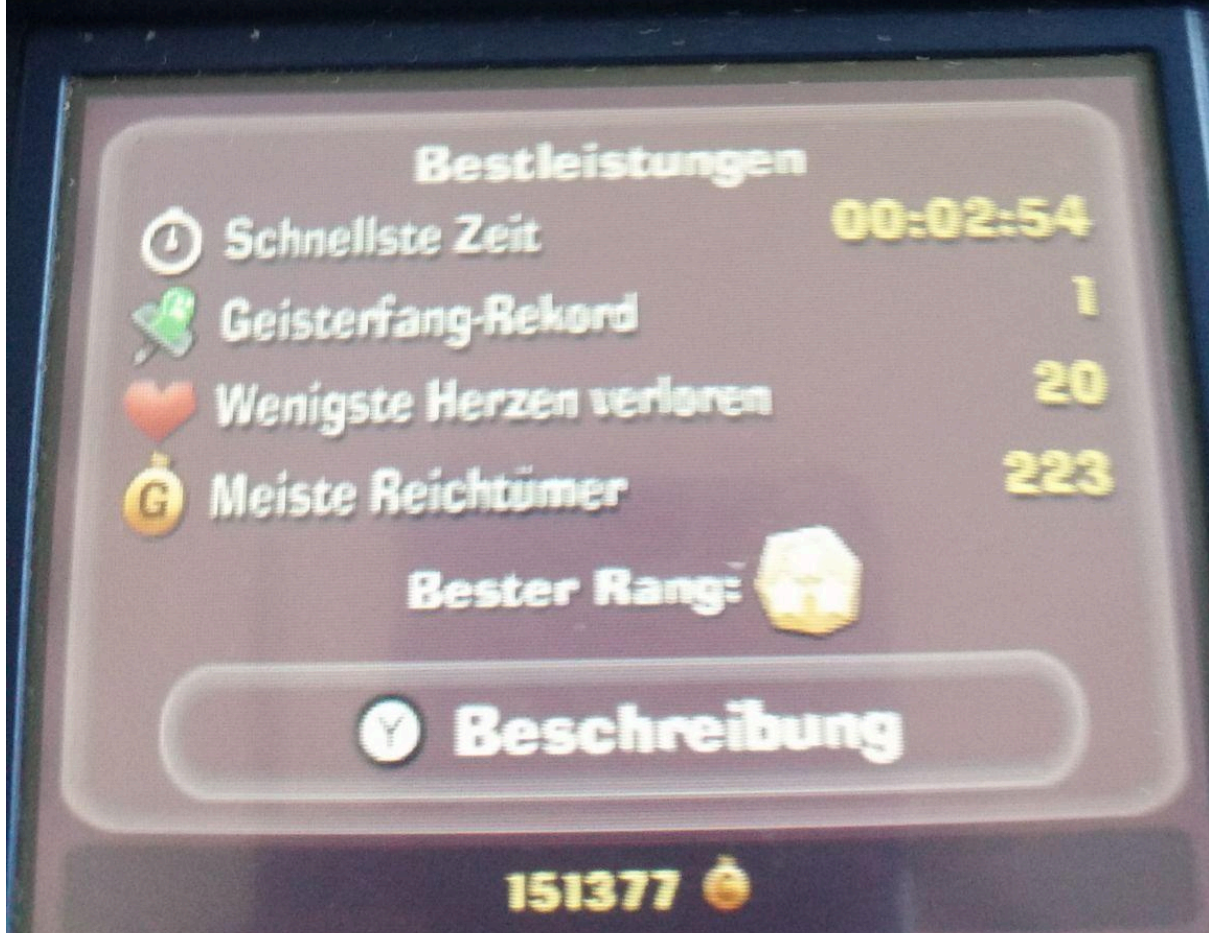 Bestleistungen
Schnellste Zeit 00:02:54
Geisterfang-Rekord 1
Wenigste Herzen verloren 20
G Meiste Reichtümer 223
Bester Rang:
Y Beschreibung
151377 G